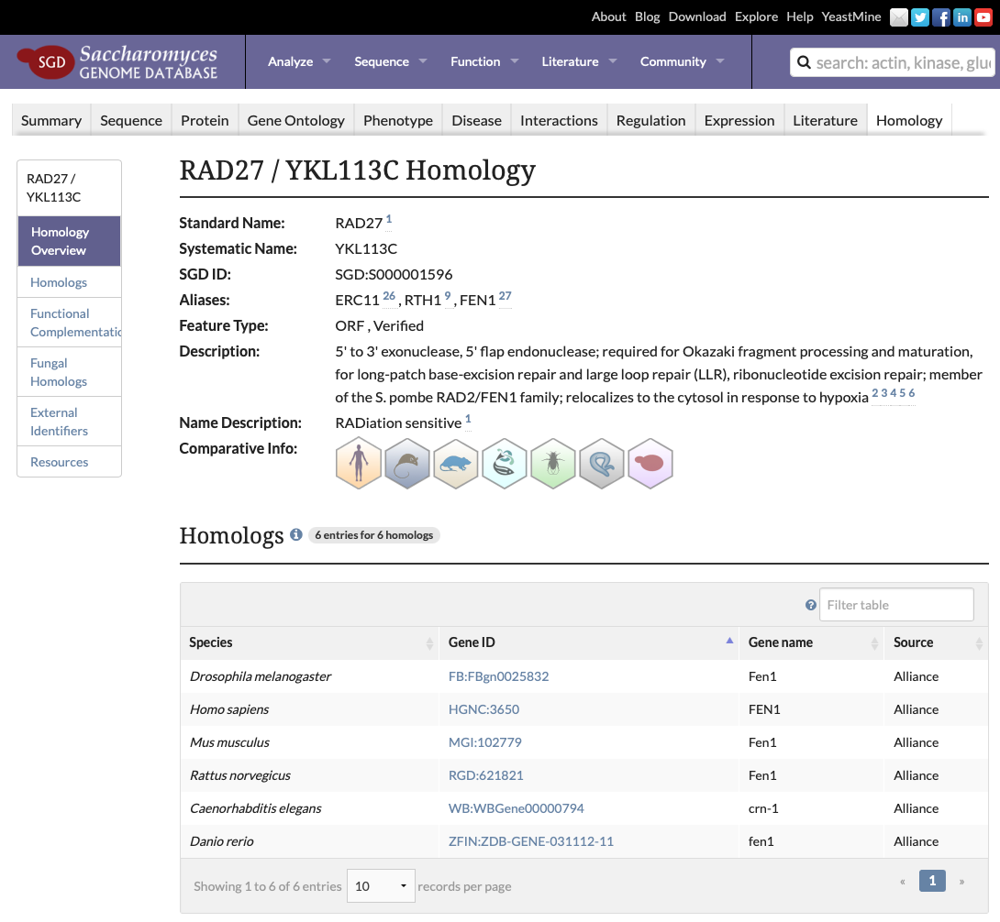 About Blog Download Explore Help YeastMine
SGD Saccharomyces
GENOME DATABASE
Analyze Sequence Function Literature Community
search: actin, kinase, glu
Summary Sequence Protein Gene Ontology Phenotype Disease Interactions Regulation Expression Literature Homology
RAD27 /
YKL113C
Homology
Overview
Homologs
Functional
Complementatio
Fungal
Homologs
External
Identifiers
Resources
RAD27 / YKL113C Homology
Standard Name: RAD27 1
Systematic Name: YKL113C
SGD ID: SGD:S000001596
Aliases: ERC11 26 , RTH1 9 , FEN1 27
Feature Type: ORF , Verified
Description: 5' to 3' exonuclease, 5' flap endonuclease; required for Okazaki fragment processing and maturation,
for long-patch base-excision repair and large loop repair (LLR), ribonucleotide excision repair; member
of the S. pombe RAD2/FEN1 family; relocalizes to the cytosol in response to hypoxia 2 3 4 5 6
Name Description: RADiation sensitive 1
Comparative Info:
Homologs 6 entries for 6 homologs
Filter table
Species Gene ID Gene name Source
Drosophila melanogaster FB:FBgn0025832 Fen1 Alliance
Homo sapiens HGNC:3650 FEN1 Alliance
Mus musculus MGI:102779 Fen1 Alliance
Rattus norvegicus RGD:621821 Fen1 Alliance
Caenorhabditis elegans WB:WBGene00000794 crn-1 Alliance
Danio rerio ZFIN:ZDB-GENE-031112-11 fen1 Alliance
Showing 1 to 6 of 6 entries 10 records per page « 1 »